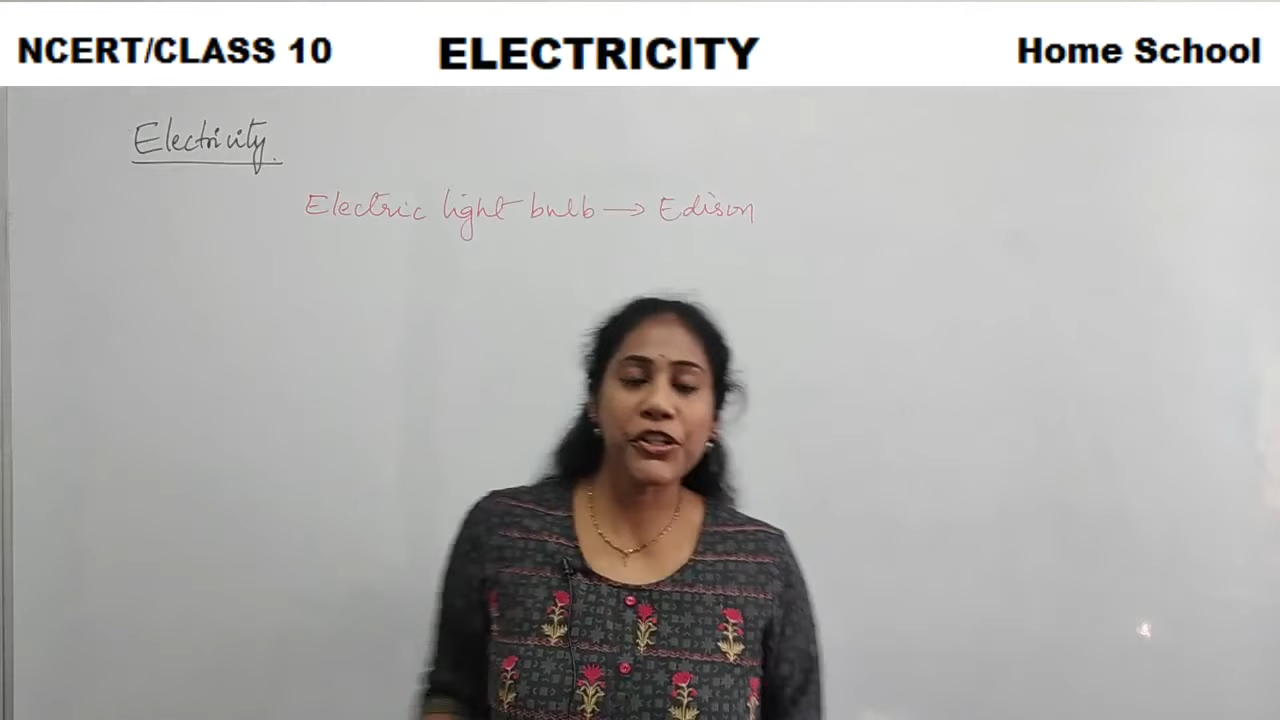 NCERT/CLASS 10 ELECTRICITY Home School
Electricity.
Electric light bulb → Edison